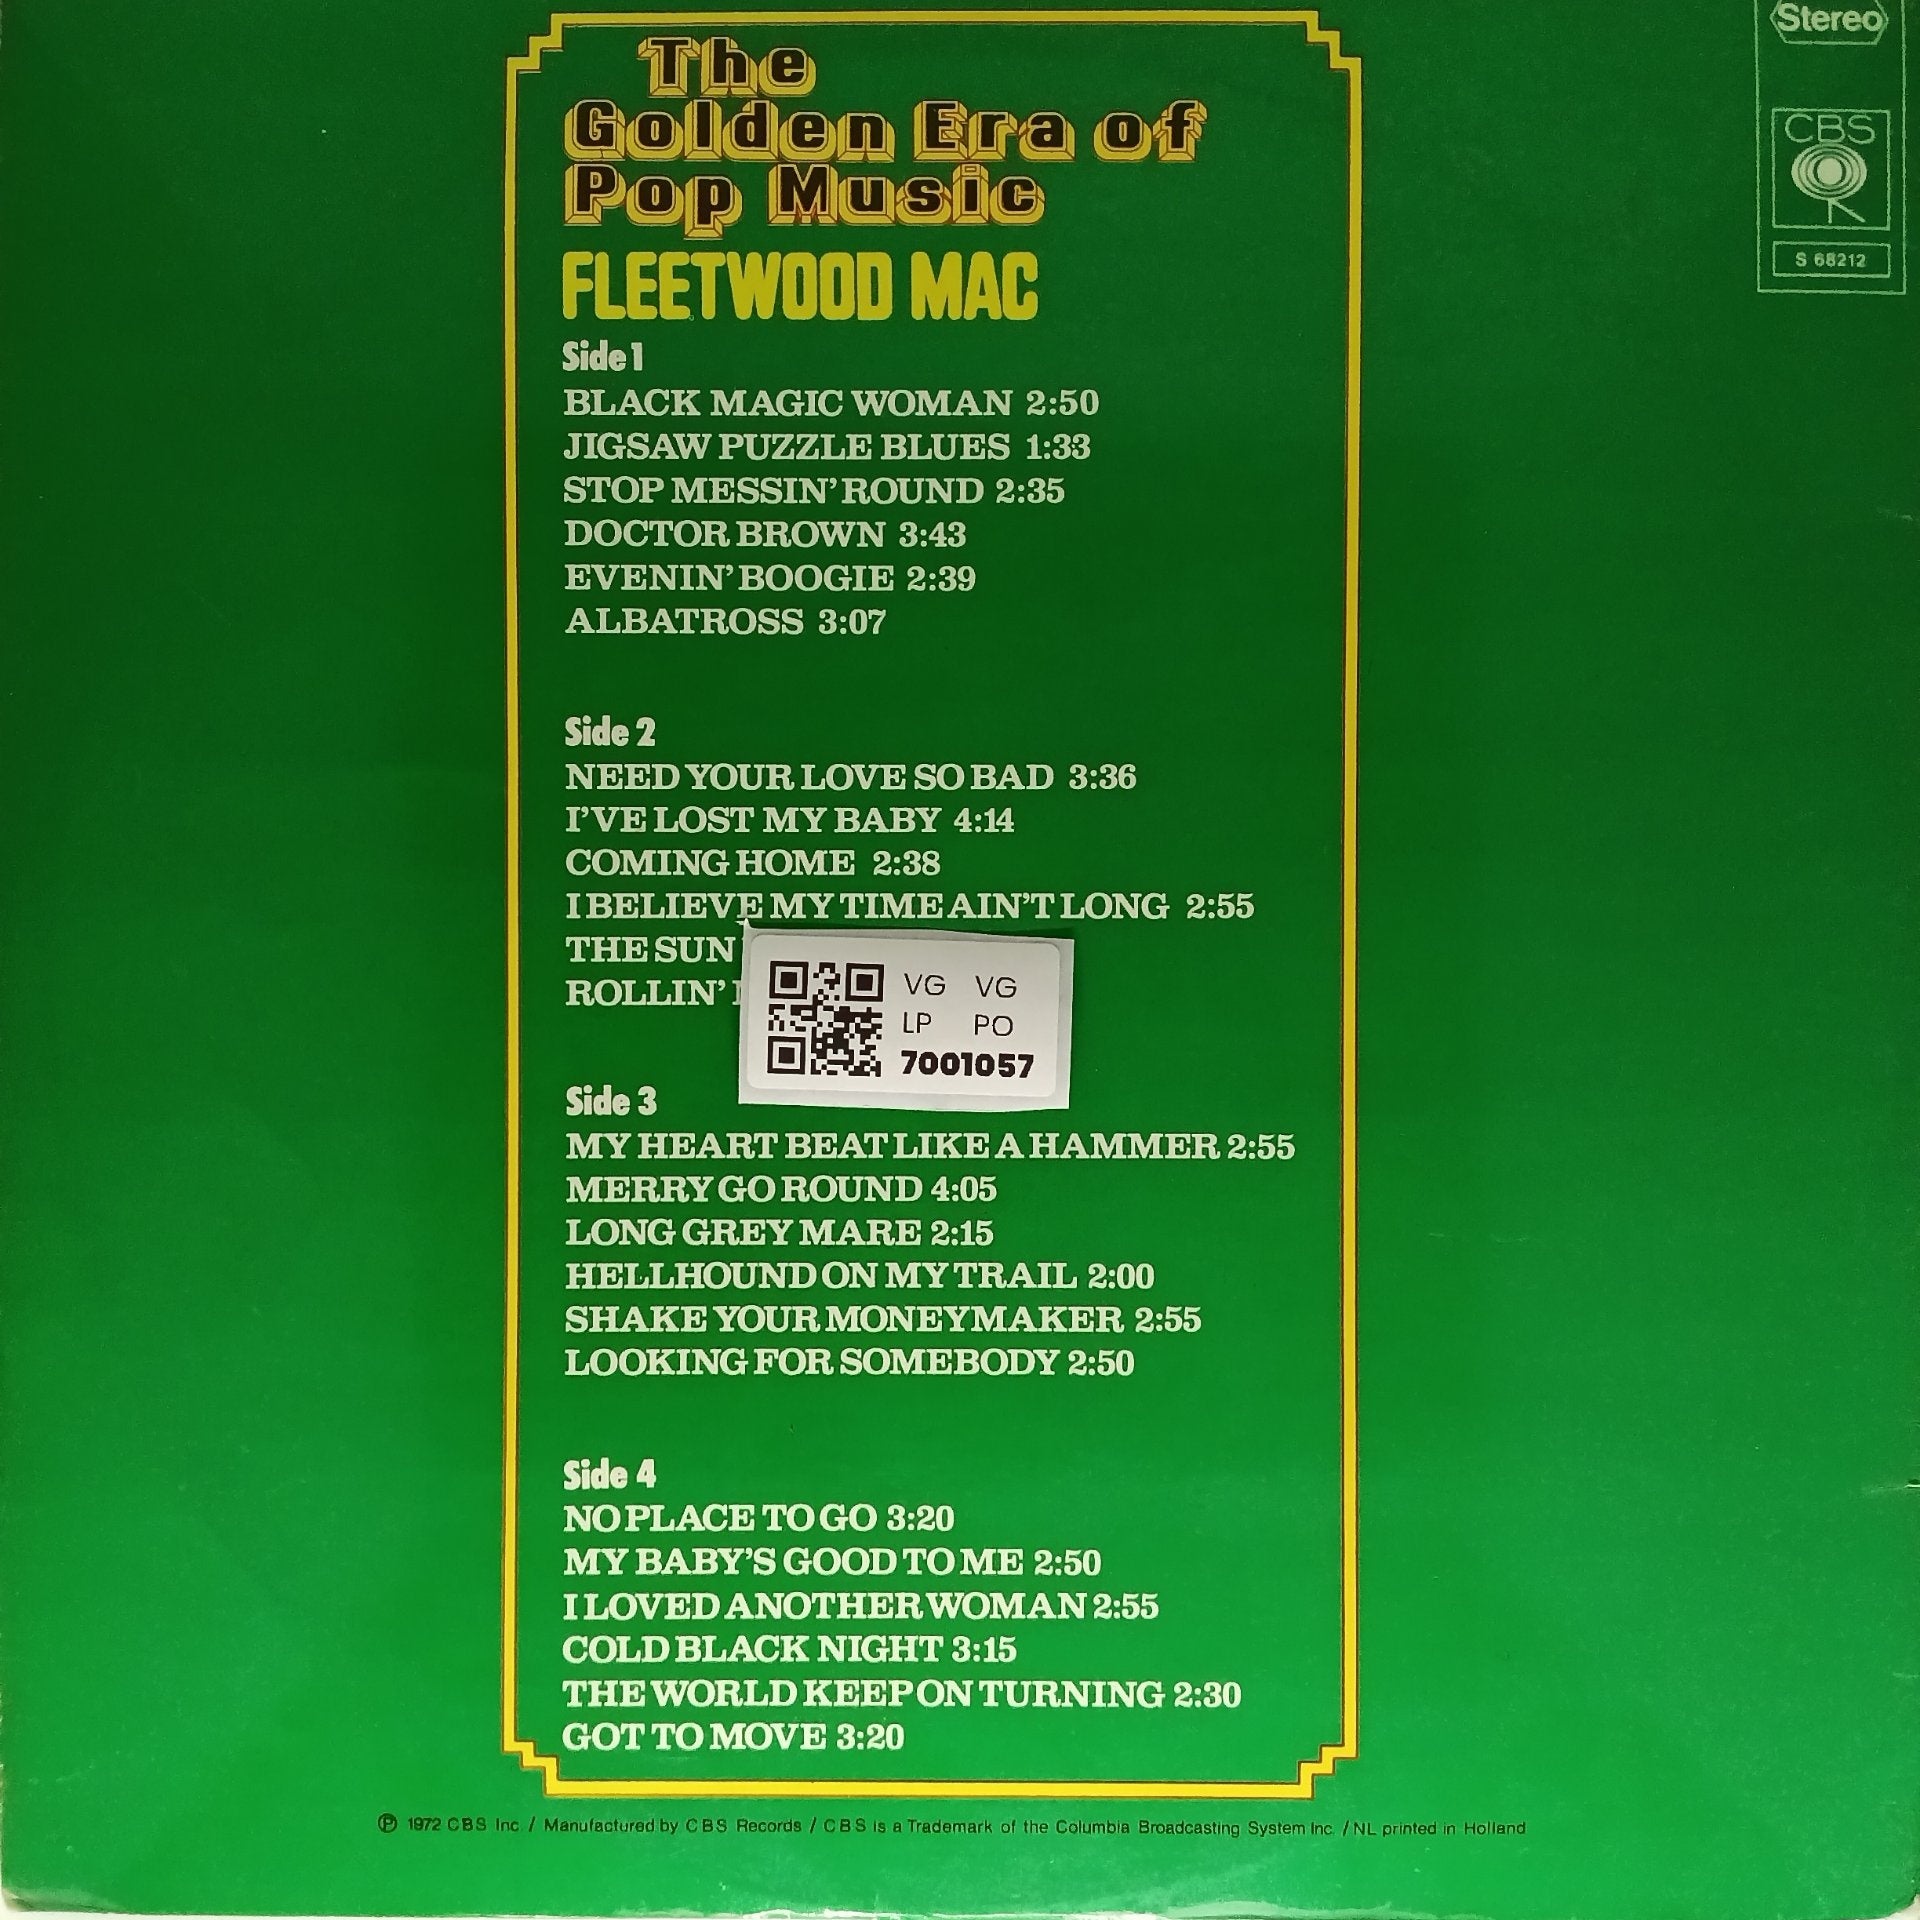 Stereo
CBS
S 68212
The
Golden Era of
Pop Music
FLEETWOOD MAC
Side 1
BLACK MAGIC WOMAN 2:50
JIGSAW PUZZLE BLUES 1:33
STOP MESSIN' ROUND 2:35
DOCTOR BROWN 3:43
EVENIN' BOOGIE 2:39
ALBATROSS 3:07
Side 2
NEED YOUR LOVE SO BAD 3:36
I'VE LOST MY BABY 4:14
COMING HOME 2:38
I BELIEVE MY TIME AIN'T LONG 2:55
THE SUN
ROLLIN'
VG VG
LP PO
7001057
Side 3
MY HEART BEAT LIKE A HAMMER 2:55
MERRY GO ROUND 4:05
LONG GREY MARE 2:15
HELLHOUND ON MY TRAIL 2:00
SHAKE YOUR MONEYMAKER 2:55
LOOKING FOR SOMEBODY 2:50
Side 4
NO PLACE TO GO 3:20
MY BABY'S GOOD TO ME 2:50
I LOVED ANOTHER WOMAN 2:55
COLD BLACK NIGHT 3:15
THE WORLD KEEP ON TURNING 2:30
GOT TO MOVE 3:20
℗ 1972 CBS Inc. / Manufactured by CBS Records / CBS is a Trademark of the Columbia Broadcasting System Inc. / NL printed in Holland